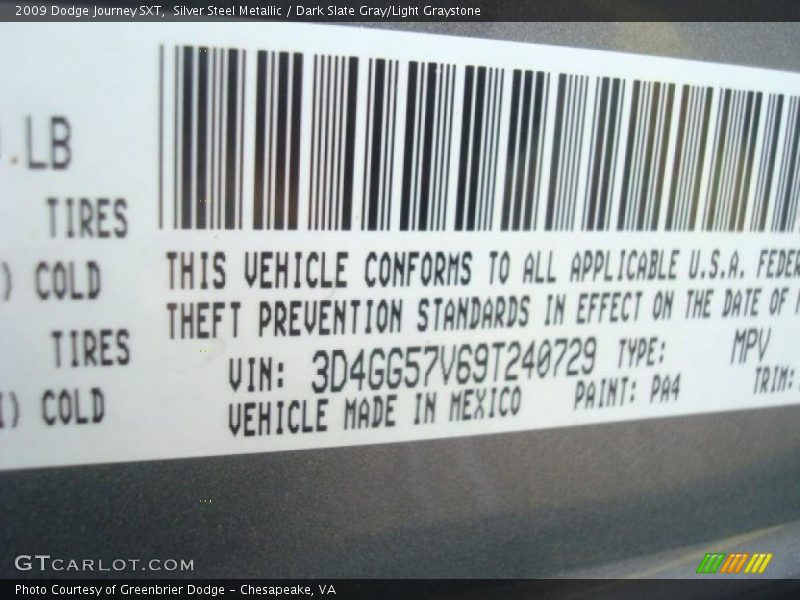 2009 Dodge Journey SXT, Silver Steel Metallic / Dark Slate Gray/Light Graystone
.LB
TIRES
) COLD
TIRES
I) COLD
THIS VEHICLE CONFORMS TO ALL APPLICABLE U.S.A. FEDER
THEFT PREVENTION STANDARDS IN EFFECT ON THE DATE OF
VIN: 3D4GG57V69T240729 TYPE: MPV
VEHICLE MADE IN MEXICO PAINT: PA4 TRIM:
GTCARLOT.COM
Photo Courtesy of Greenbrier Dodge - Chesapeake, VA